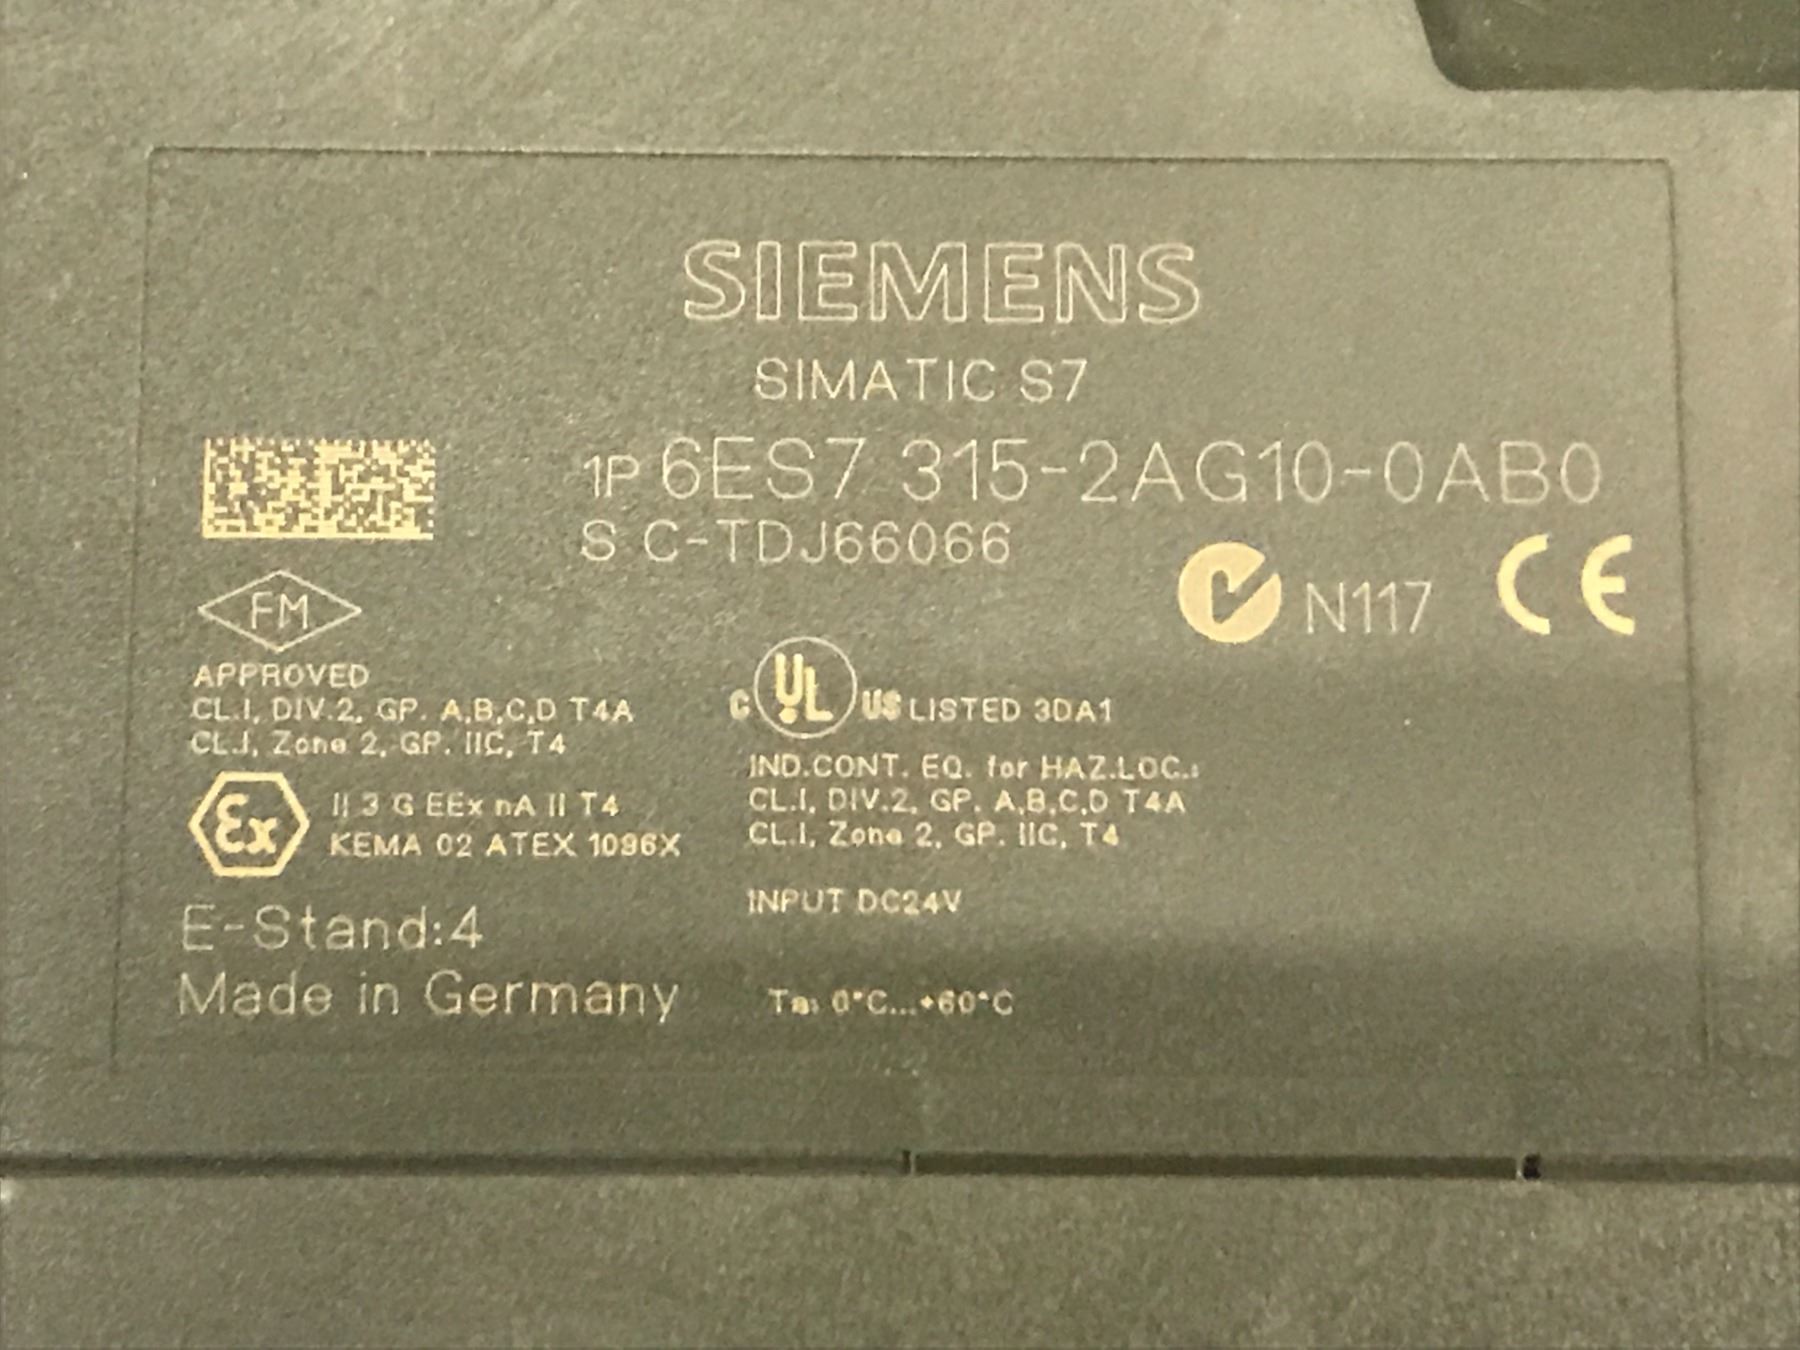 SIEMENS
SIMATIC S7
1P 6ES7 315-2AG10-0AB0
S C-TDJ66066
N117 CE
FM
APPROVED
CL.I, DIV.2, GP. A,B,C,D T4A
CL.I, Zone 2, GP. IIC, T4
C UL US LISTED 3DA1
IND.CONT. EQ. for HAZ.LOC.:
CL.I, DIV.2, GP. A,B,C,D T4A
CL.I, Zone 2, GP. IIC, T4
Ex II 3 G EEx nA II T4
KEMA 02 ATEX 1096X
INPUT DC24V
E-Stand:4
Made in Germany
Ta: 0°C...+60°C